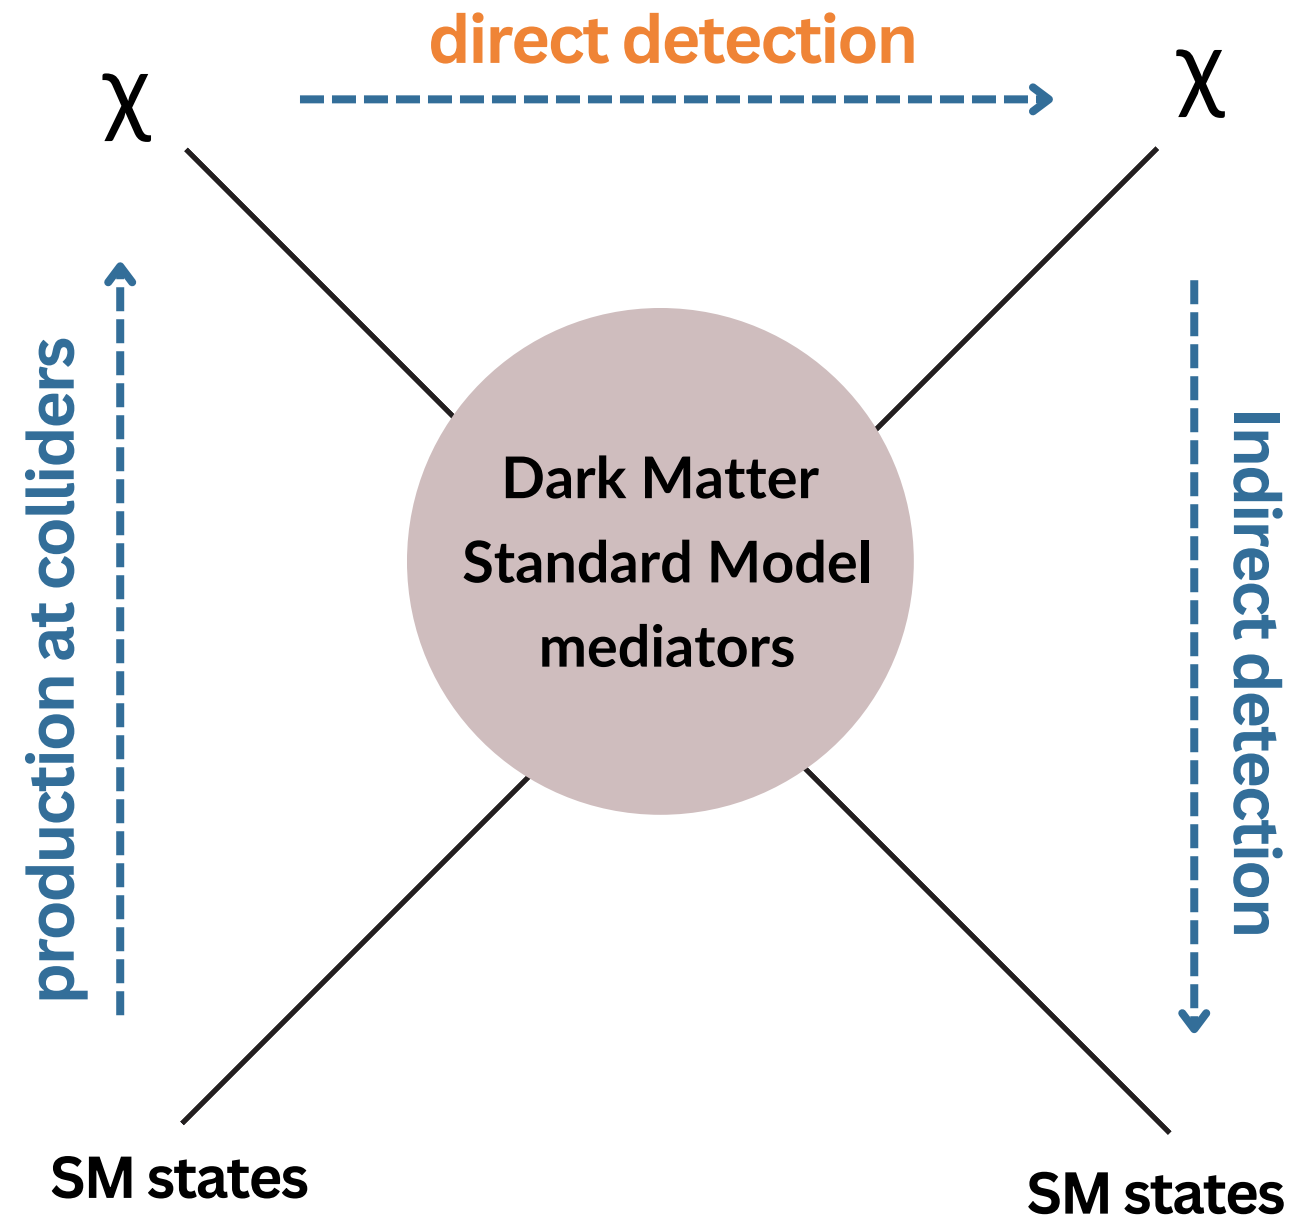 direct detection
χ
χ
production at colliders
Dark Matter
Standard Model
mediators
Indirect detection
SM states
SM states